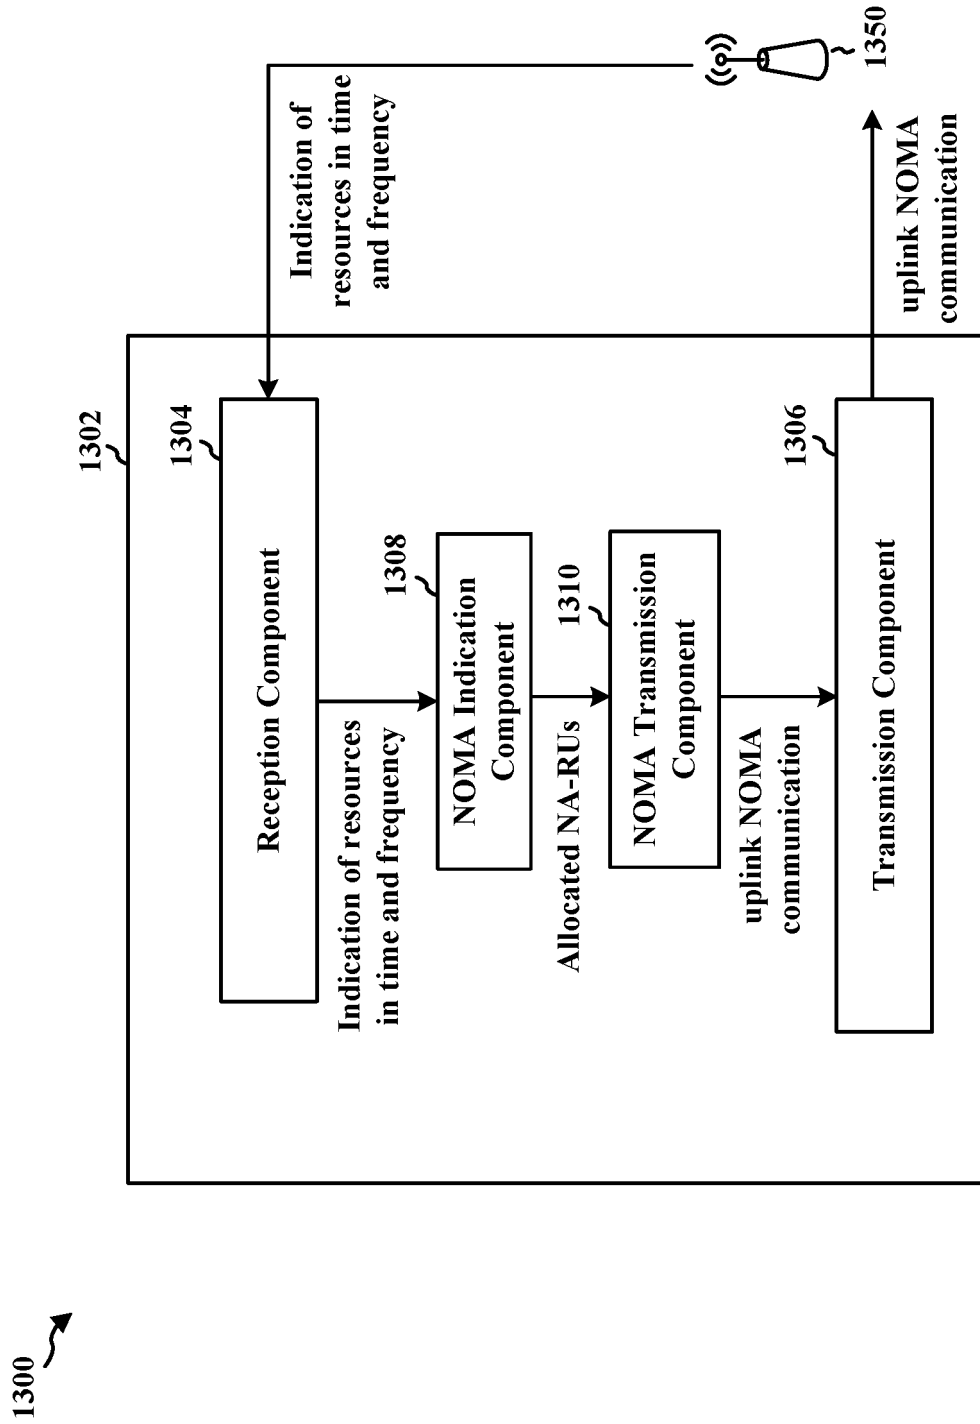 1300
1302
1304
Reception Component
Indication of
resources in time
and frequency
Indication of resources
in time and frequency
1308
NOMA Indication
Component
Allocated NA-RUs
1310
NOMA Transmission
Component
uplink NOMA
communication
1306
Transmission Component
uplink NOMA
communication
1350